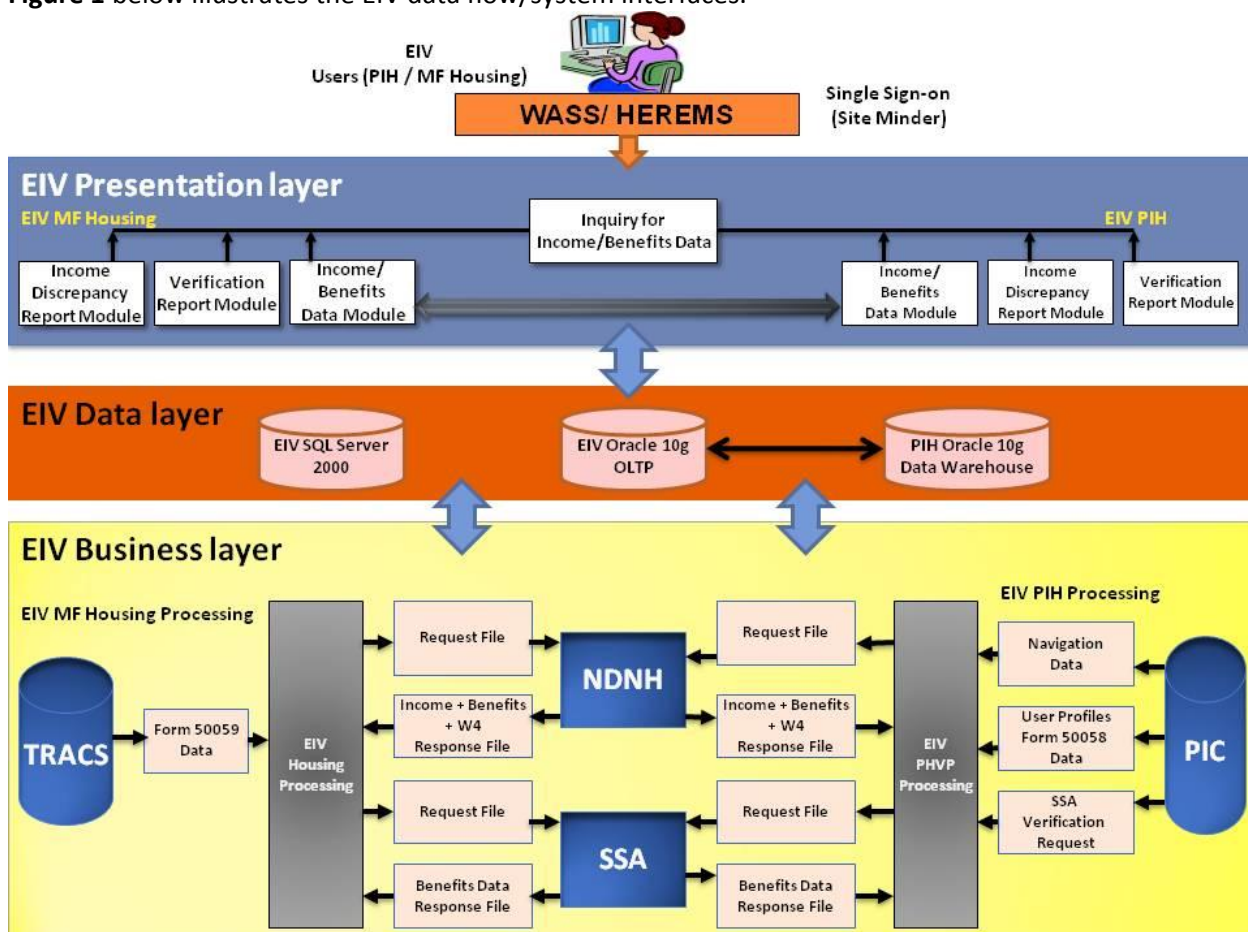 Figure 1 below illustrates the EIV data flow/system interfaces.
EIV
Users (PIH / MF Housing)
WASS/ HEREMS
Single Sign-on
(Site Minder)
EIV Presentation layer
EIV MF Housing
EIV PIH
Inquiry for
Income/Benefits Data
Income
Discrepancy
Report Module
Verification
Report Module
Income/
Benefits
Data Module
Income/
Benefits
Data Module
Income
Discrepancy
Report Module
Verification
Report Module
EIV Data layer
EIV SQL Server
2000
EIV Oracle 10g
OLTP
PIH Oracle 10g
Data Warehouse
EIV Business layer
EIV MF Housing Processing
EIV PIH Processing
TRACS
Form 50059
Data
EIV
Housing
Processing
Request File
Income + Benefits
+ W4
Response File
Request File
Benefits Data
Response File
NDNH
SSA
Request File
Income + Benefits
+ W4
Response File
Request File
Benefits Data
Response File
EIV
PHVP
Processing
Navigation
Data
User Profiles
Form 50058
Data
SSA
Verification
Request
PIC